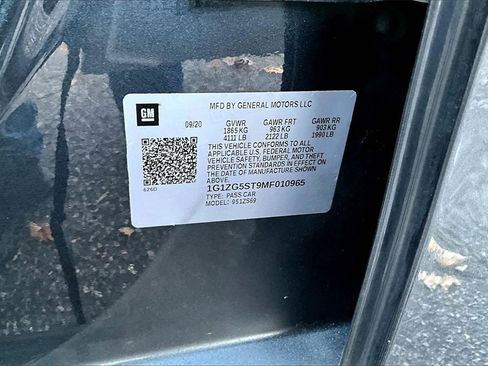 GM
MFD BY GENERAL MOTORS LLC
09/20 GVWR GAWR FRT GAWR RR
1865 KG 963 KG 903 KG
4111 LB 2122 LB 1990 LB
THIS VEHICLE CONFORMS TO ALL
APPLICABLE U.S. FEDERAL MOTOR
VEHICLE SAFETY, BUMPER, AND THEFT
PREVENTION STANDARDS IN EFFECT ON
THE DATE OF MANUFACTURE SHOWN
ABOVE.
1G1ZG5ST9MF010965
TYPE: PASS CAR
MODEL: 951ZS69